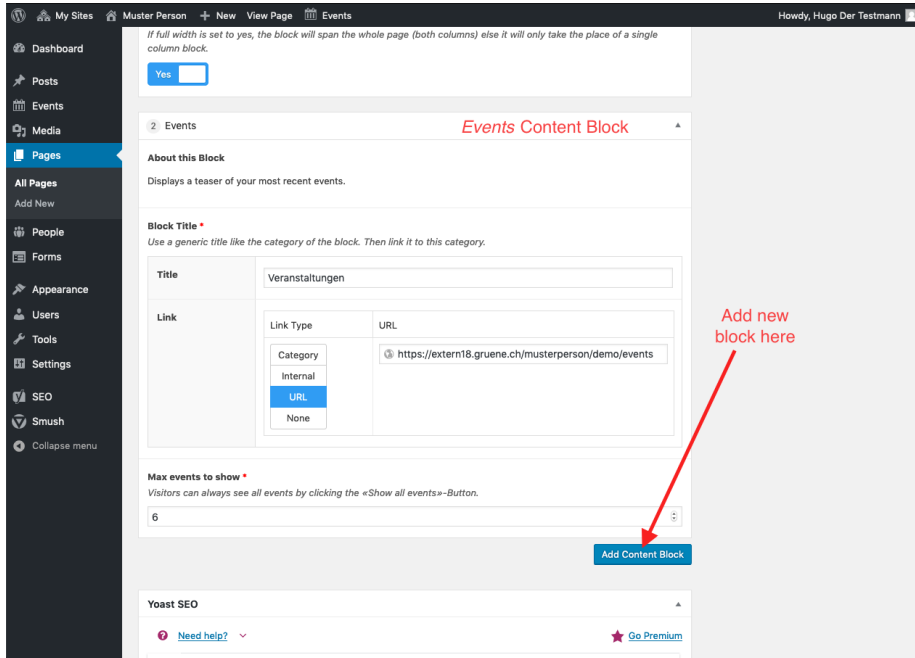 My Sites Muster Person + New View Page Events Howdy, Hugo Der Testmann
Dashboard
Posts
Events
Media
Pages
All Pages
Add New
People
Forms
Appearance
Users
Tools
Settings
SEO
Smush
Collapse menu
If full width is set to yes, the block will span the whole page (both columns) else it will only take the place of a single
column block.
Yes
2 Events
Events Content Block
About this Block
Displays a teaser of your most recent events.
Block Title *
Use a generic title like the category of the block. Then link it to this category.
Title
Veranstaltungen
Link
Link Type
URL
Category
Internal
URL
None
https://extern18.gruene.ch/musterperson/demo/events
Add new
block here
Max events to show *
Visitors can always see all events by clicking the «Show all events»-Button.
6
Add Content Block
Yoast SEO
Need help?
Go Premium